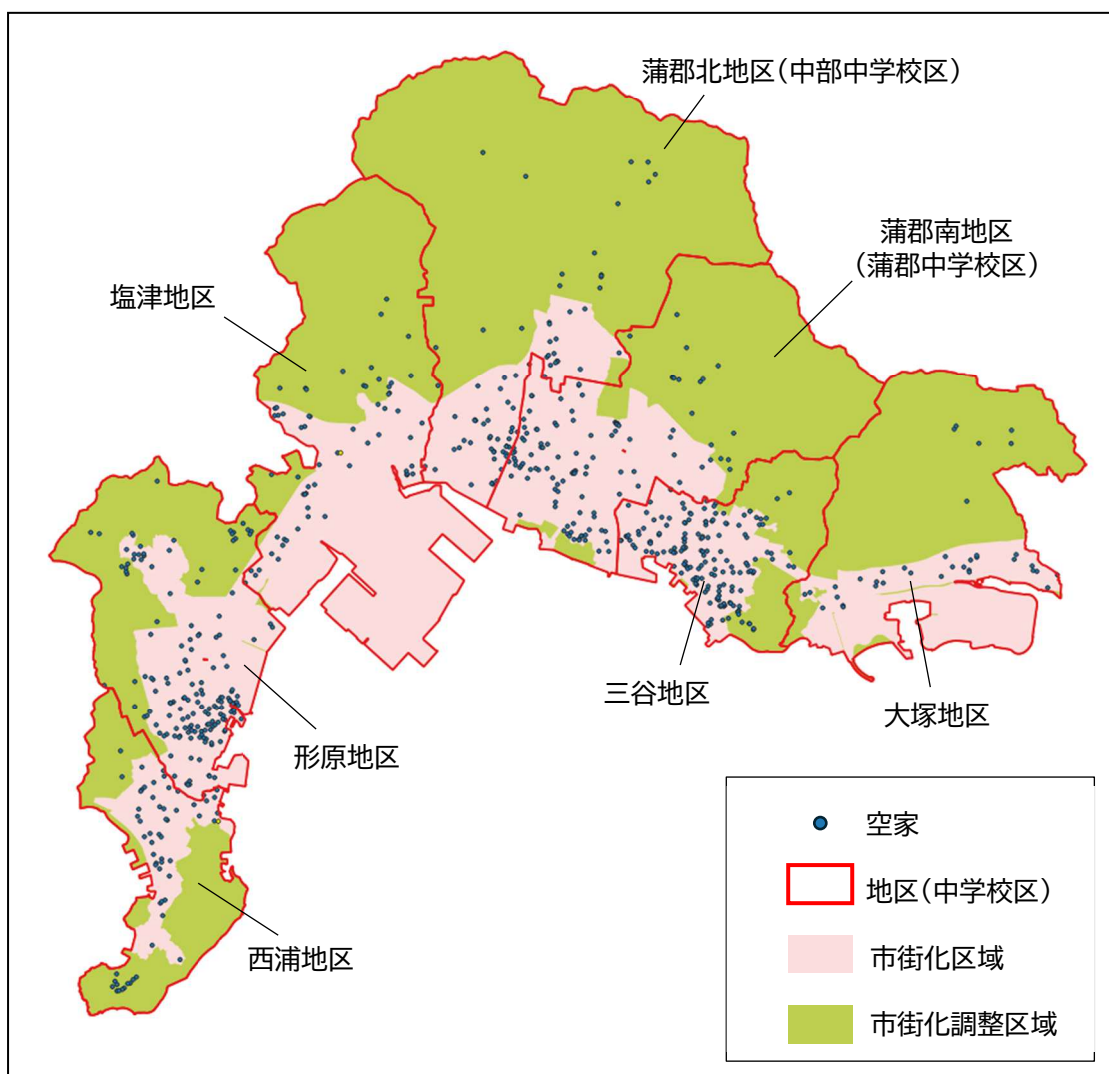 蒲郡北地区(中部中学校区)
蒲郡南地区
(蒲郡中学校区)
塩津地区
三谷地区
大塚地区
形原地区
西浦地区
空家
地区(中学校区)
市街化区域
市街化調整区域